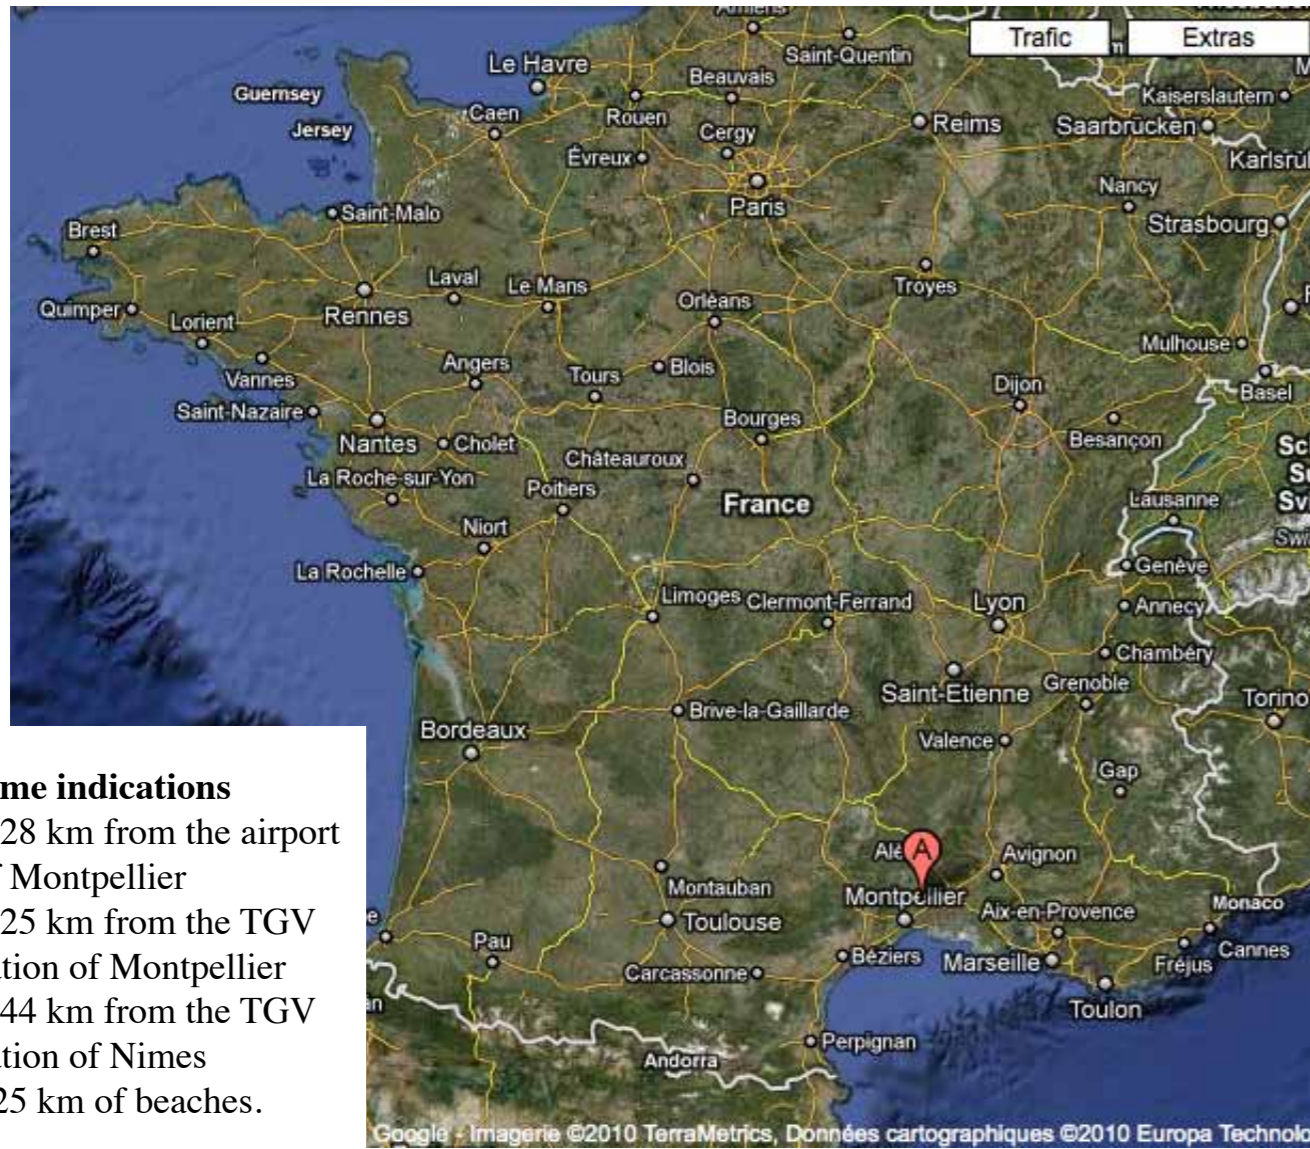 Amiens
Trafic
Extras
Saint-Quentin
Le Havre
Beauvais
Guernsey
Kaiserslautern
Caen
Rouen
Reims
Saarbrücken
Jersey
Cergy
Évreux
Karlsru
Nancy
Paris
Saint-Malo
Strasbourg
Brest
Troyes
Laval
Le Mans
Orléans
Quimper
Lorient
Rennes
Mulhouse
Angers
Blois
Vannes
Tours
Dijon
Basel
Saint-Nazaire
Bourges
Nantes
Cholet
Besançon
Châteauroux
La Roche-sur-Yon
Poitiers
France
Lausanne
Niort
La Rochelle
Genève
Limoges
Clermont-Ferrand
Lyon
Annecy
Chambéry
Saint-Etienne
Grenoble
Torino
Brive-la-Gaillarde
Bordeaux
Valence
Gap
me indications
28 km from the airport
f Montpellier
25 km from the TGV
ation of Montpellier
44 km from the TGV
ation of Nimes
25 km of beaches.
A
Avignon
Montauban
Montpellier
Monaco
Toulouse
Aix-en-Provence
Pau
Béziers
Marseille
Cannes
Fréjus
Carcassonne
Toulon
Perpignan
Andorra
Google - Imagerie ©2010 TerraMetrics, Données cartographiques ©2010 Europa Technolo